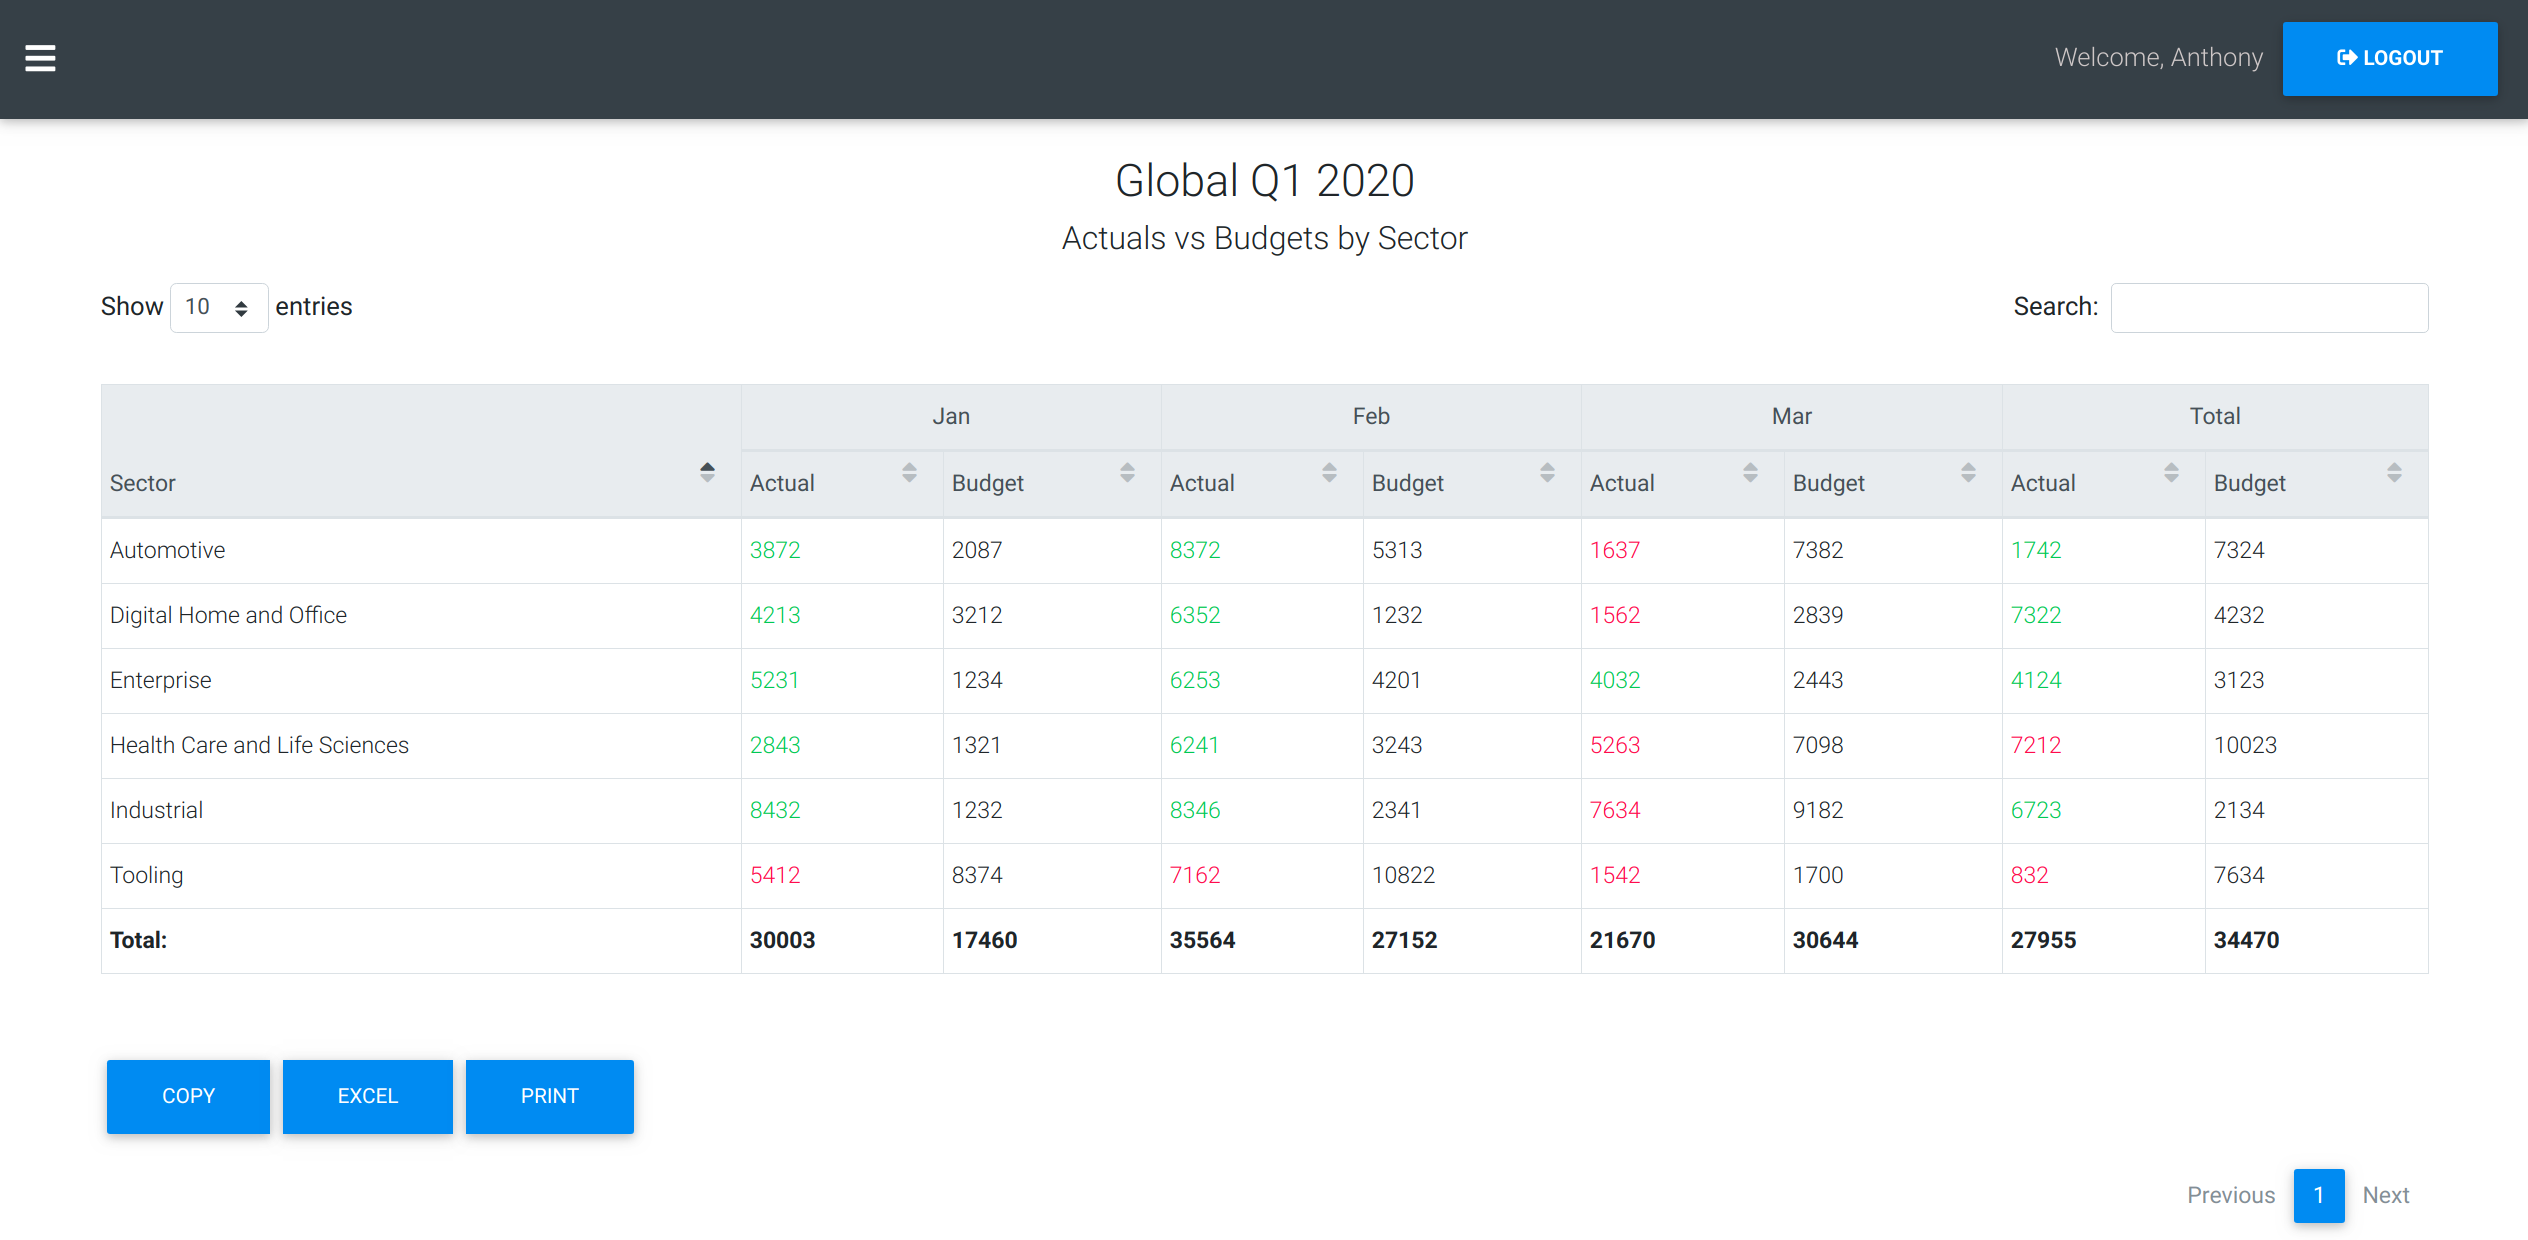 Welcome, Anthony LOGOUT
Global Q1 2020
Actuals vs Budgets by Sector
Show 10 entries Search:
Jan Feb Mar Total
Sector Actual Budget Actual Budget Actual Budget Actual Budget
Automotive 3872 2087 8372 5313 1637 7382 1742 7324
Digital Home and Office 4213 3212 6352 1232 1562 2839 7322 4232
Enterprise 5231 1234 6253 4201 4032 2443 4124 3123
Health Care and Life Sciences 2843 1321 6241 3243 5263 7098 7212 10023
Industrial 8432 1232 8346 2341 7634 9182 6723 2134
Tooling 5412 8374 7162 10822 1542 1700 832 7634
Total: 30003 17460 35564 27152 21670 30644 27955 34470
COPY EXCEL PRINT
Previous 1 Next